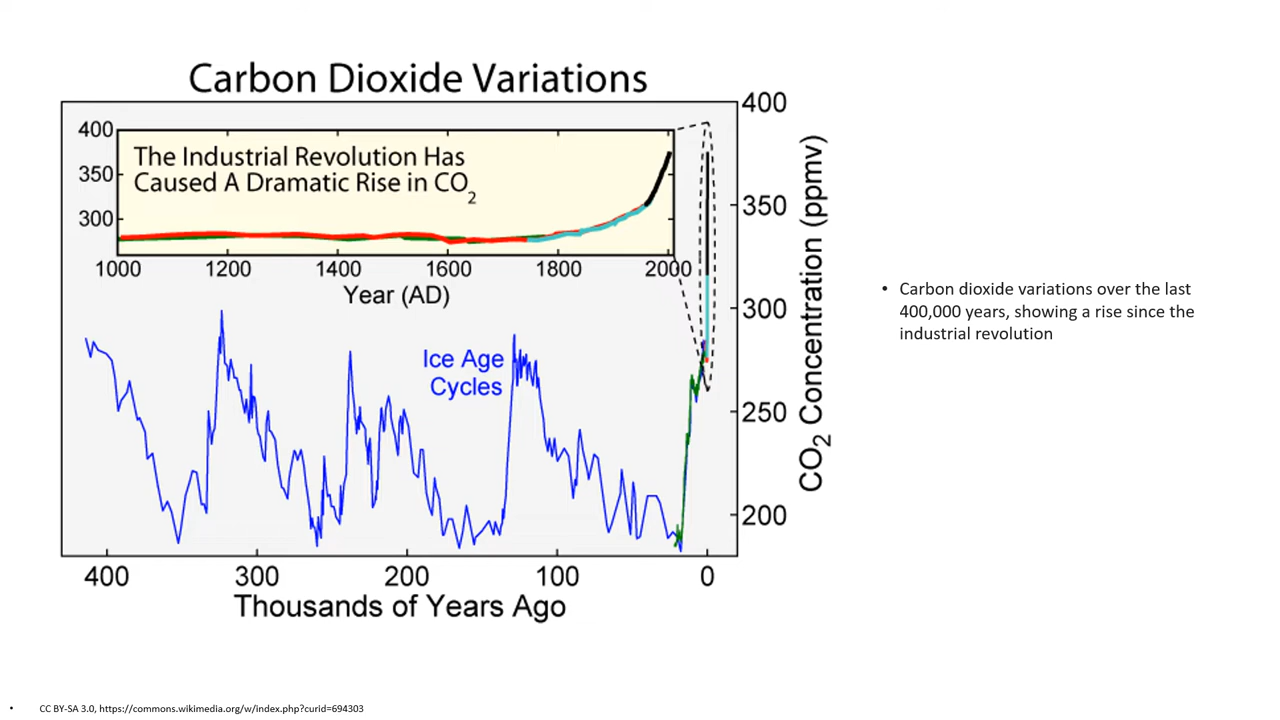 Carbon Dioxide Variations
400
350
300
250
200
CO2 Concentration (ppmv)
400
350
300
The Industrial Revolution Has
Caused A Dramatic Rise in CO2
1000 1200 1400 1600 1800 2000
Year (AD)
Ice Age
Cycles
400 300 200 100 0
Thousands of Years Ago
• Carbon dioxide variations over the last
400,000 years, showing a rise since the
industrial revolution
• CC BY-SA 3.0, https://commons.wikimedia.org/w/index.php?curid=694303